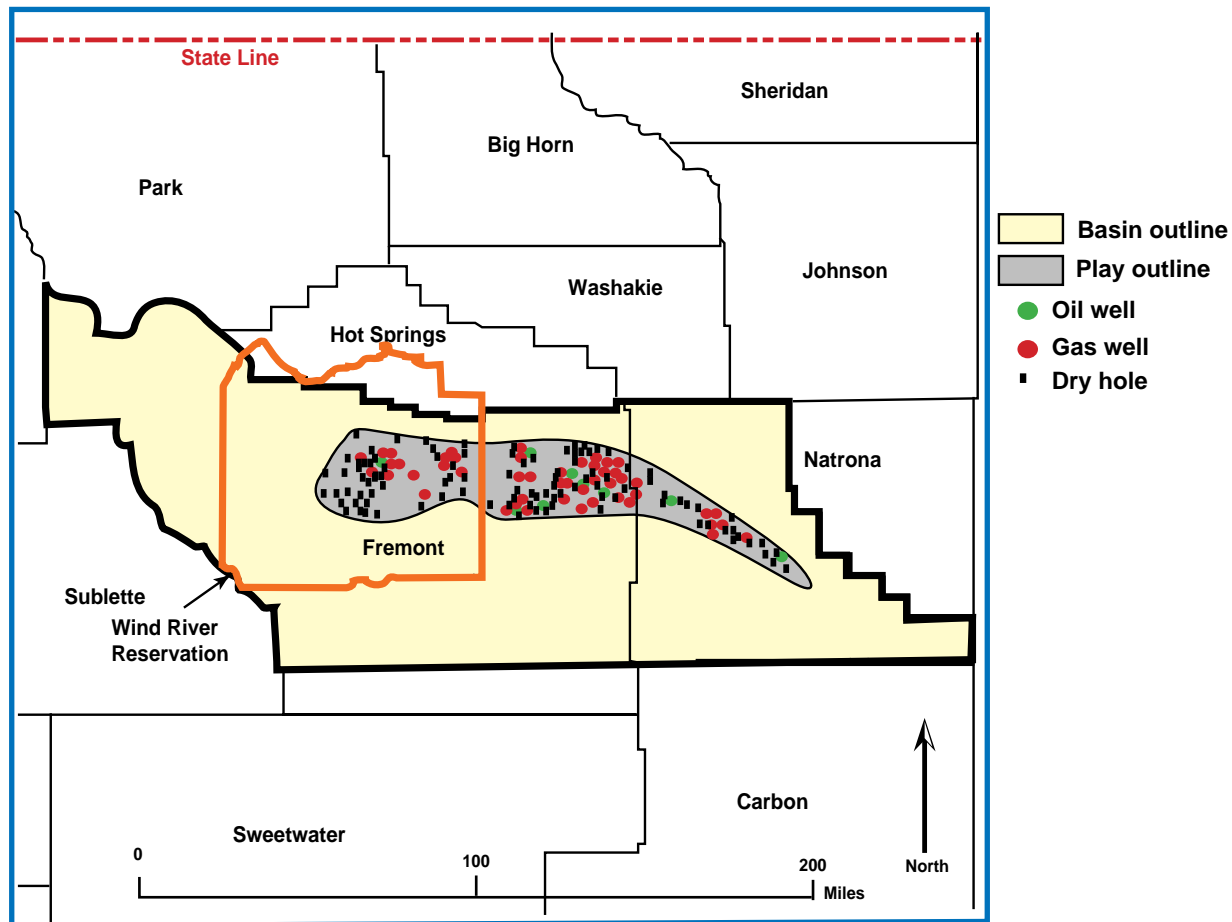 State Line
Sheridan
Big Horn
Park
Johnson
Washakie
Hot Springs
Natrona
Fremont
Sublette
Wind River
Reservation
Carbon
Sweetwater
0
100
200
Miles
North
Basin outline
Play outline
Oil well
Gas well
Dry hole